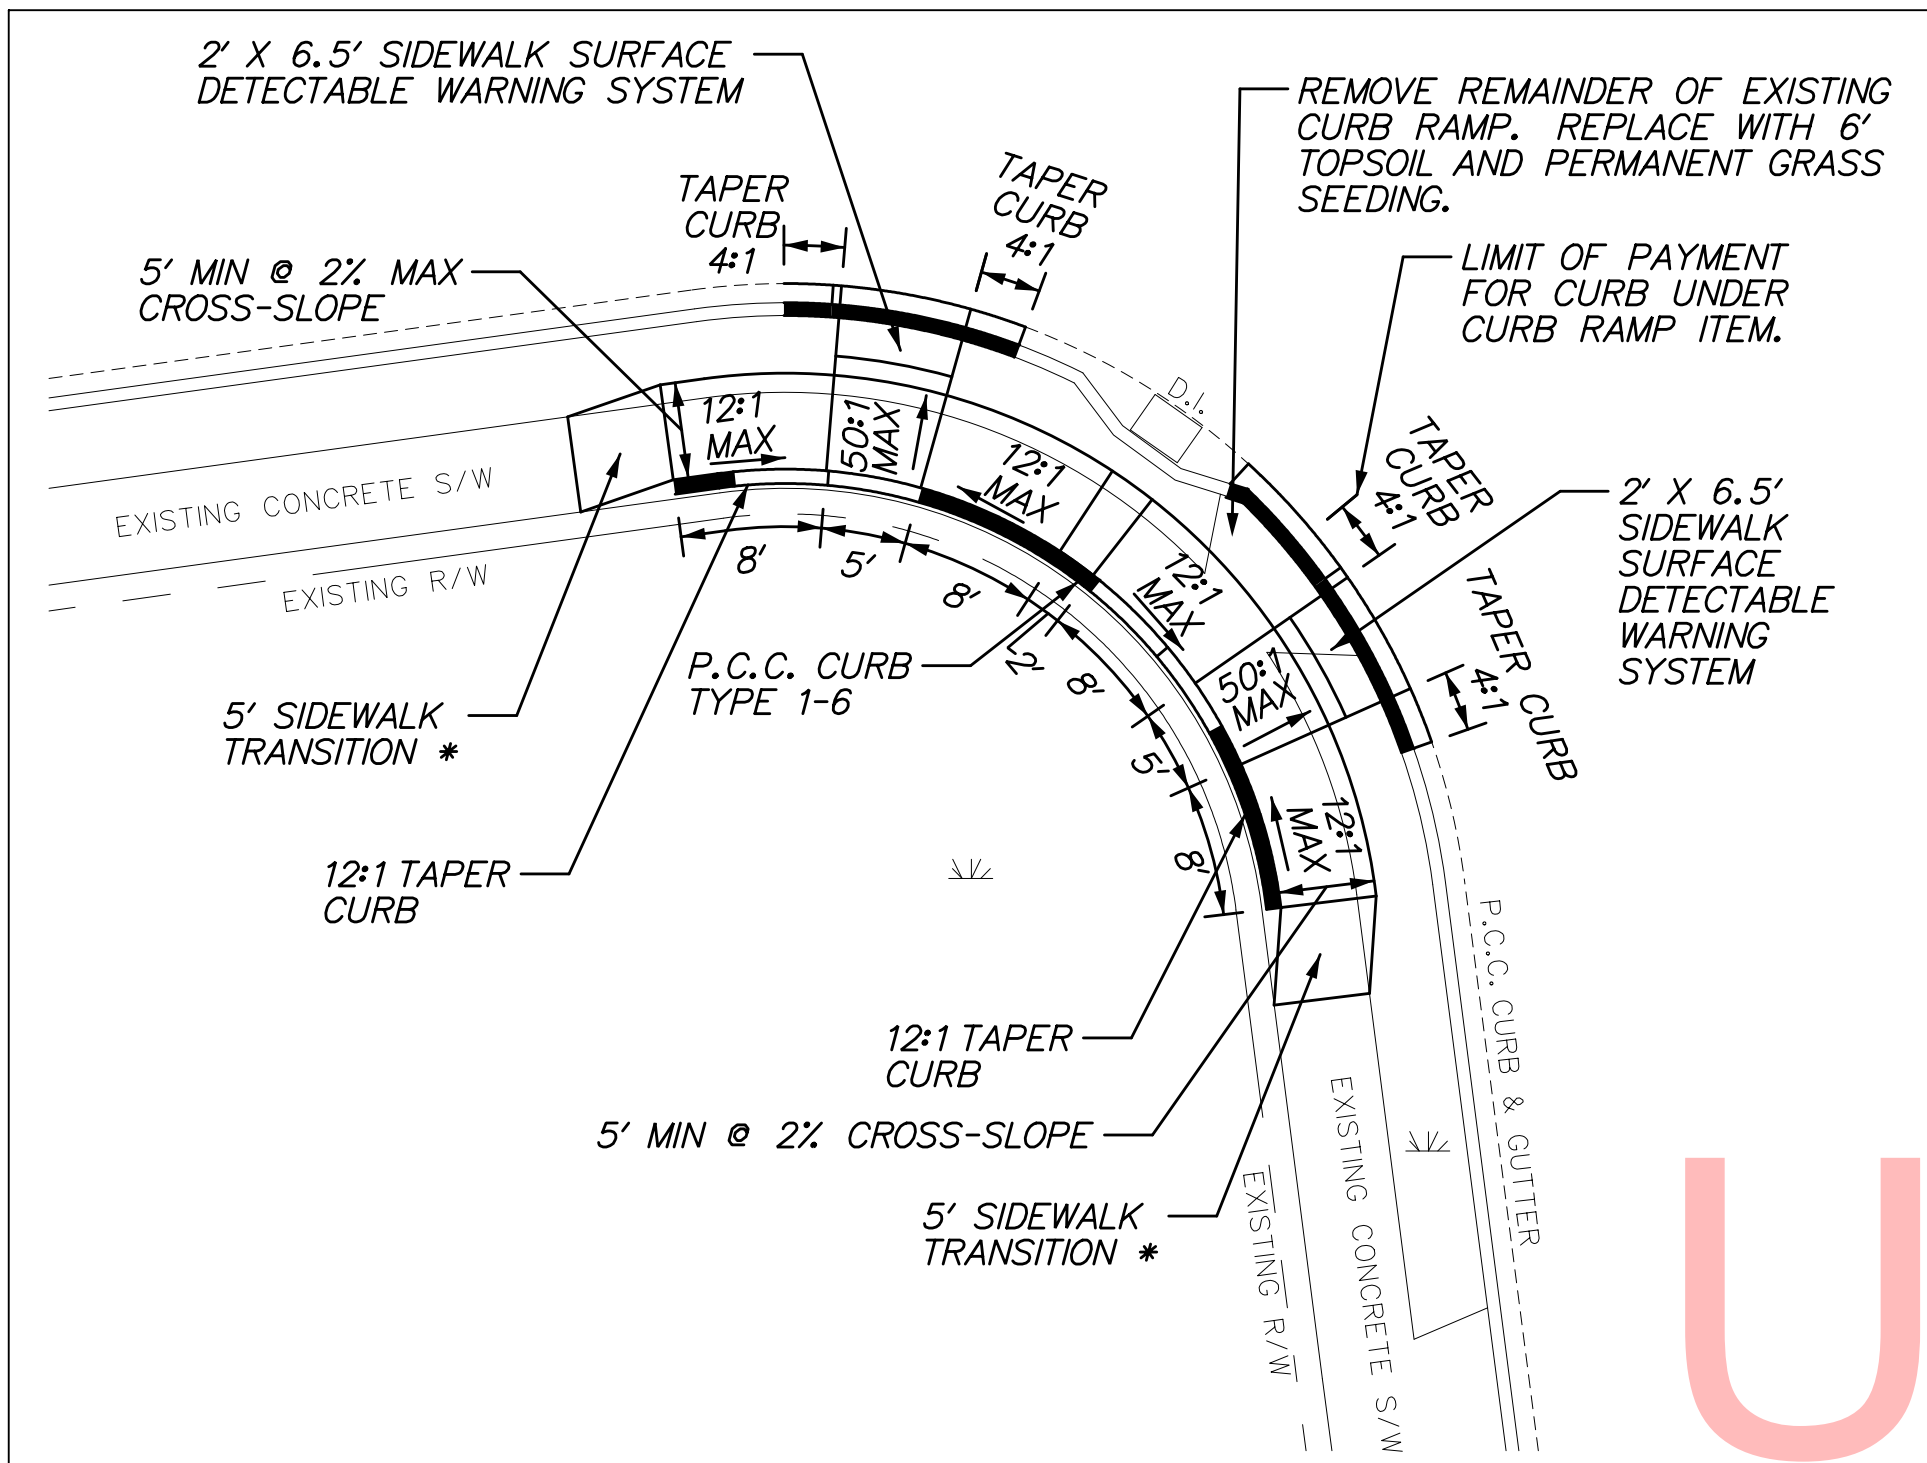 2' X 6.5' SIDEWALK SURFACE
DETECTABLE WARNING SYSTEM
REMOVE REMAINDER OF EXISTING
CURB RAMP. REPLACE WITH 6'
TOPSOIL AND PERMANENT GRASS
SEEDING.
TAPER
CURB
4:1
TAPER
CURB
4:1
5' MIN @ 2% MAX
CROSS-SLOPE
LIMIT OF PAYMENT
FOR CURB UNDER
CURB RAMP ITEM.
D.I.
12:1
MAX
50:1
MAX
12:1
MAX
TAPER
CURB
4:1
2' X 6.5'
SIDEWALK
SURFACE
DETECTABLE
WARNING
SYSTEM
EXISTING CONCRETE S/W
EXISTING R/W
8'
5'
8'
2'
8'
5'
8'
12:1
MAX
50:1
MAX
12:1
MAX
TAPER CURB
4:1
P.C.C. CURB
TYPE 1-6
5' SIDEWALK
TRANSITION *
12:1 TAPER
CURB
12:1 TAPER
CURB
5' MIN @ 2% CROSS-SLOPE
5' SIDEWALK
TRANSITION *
P.C.C. CURB & GUTTER
EXISTING CONCRETE S/W
EXISTING R/W
U